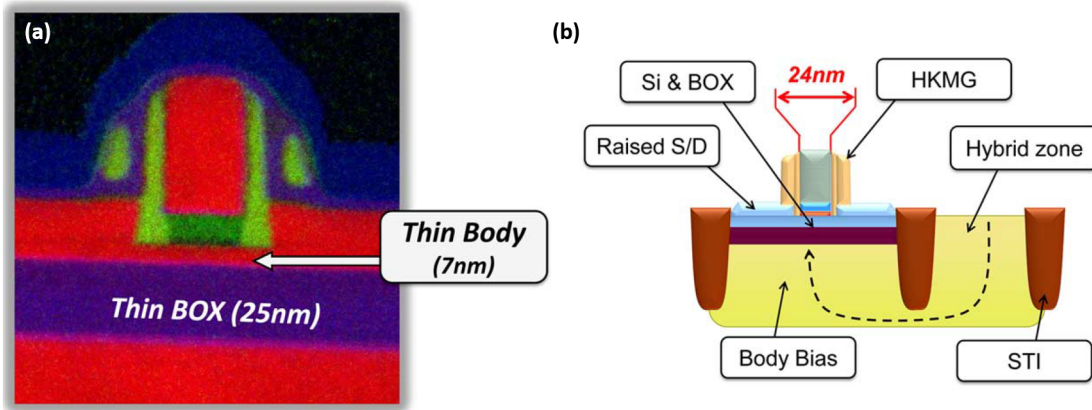 (a)
Thin Body
(7nm)
Thin BOX (25nm)
(b)
24nm
Si & BOX
HKMG
Raised S/D
Hybrid zone
Body Bias
STI